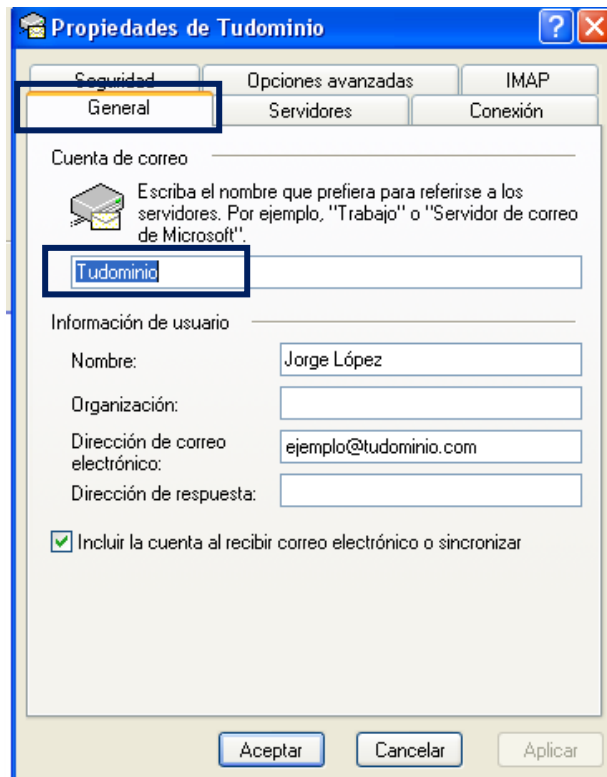 Propiedades de Tudominio
Seguridad Opciones avanzadas IMAP
General Servidores Conexión
Cuenta de correo
Escriba el nombre que prefiera para referirse a los
servidores. Por ejemplo, "Trabajo" o "Servidor de correo
de Microsoft".
Tudominio
Información de usuario
Nombre: Jorge López
Organización:
Dirección de correo
electrónico: ejemplo@tudominio.com
Dirección de respuesta:
Incluir la cuenta al recibir correo electrónico o sincronizar
Aceptar Cancelar Aplicar